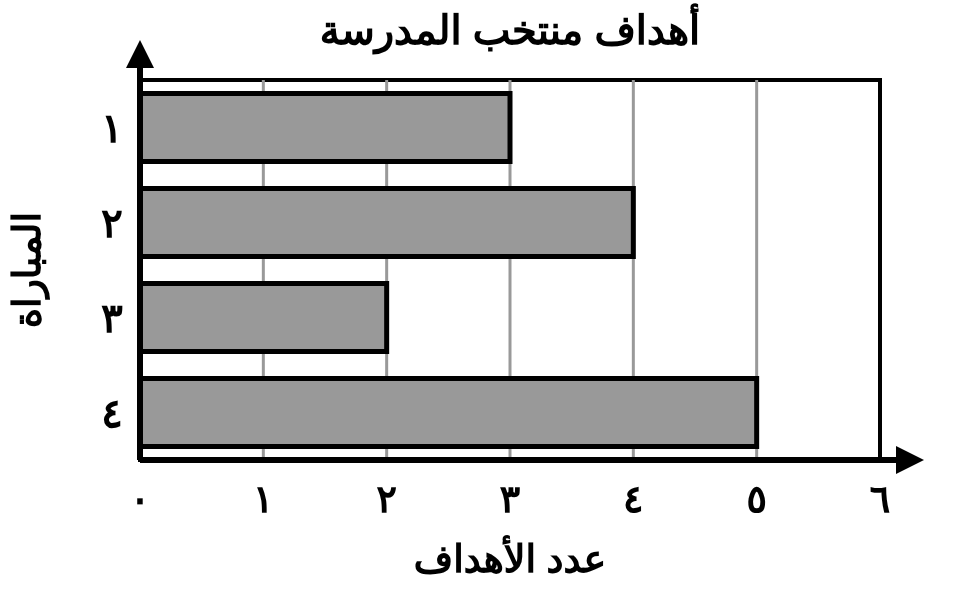 أهداف منتخب المدرسة
المباراة
١
٢
٣
٤
٠ ١ ٢ ٣ ٤ ٥ ٦
عدد الأهداف